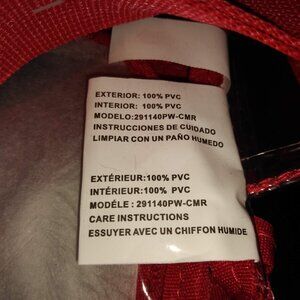 EXTERIOR: 100% PVC
INTERIOR: 100% PVC
MODELO:291140PW-CMR
INSTRUCCIONES DE CUIDADO
LIMPIAR CON UN PAÑO HUMEDO
EXTÉRIEUR:100% PVC
INTÉRIEUR:100% PVC
MODÉLE : 291140PW-CMR
CARE INSTRUCTIONS
ESSUYER AVEC UN CHIFFON HUMIDE